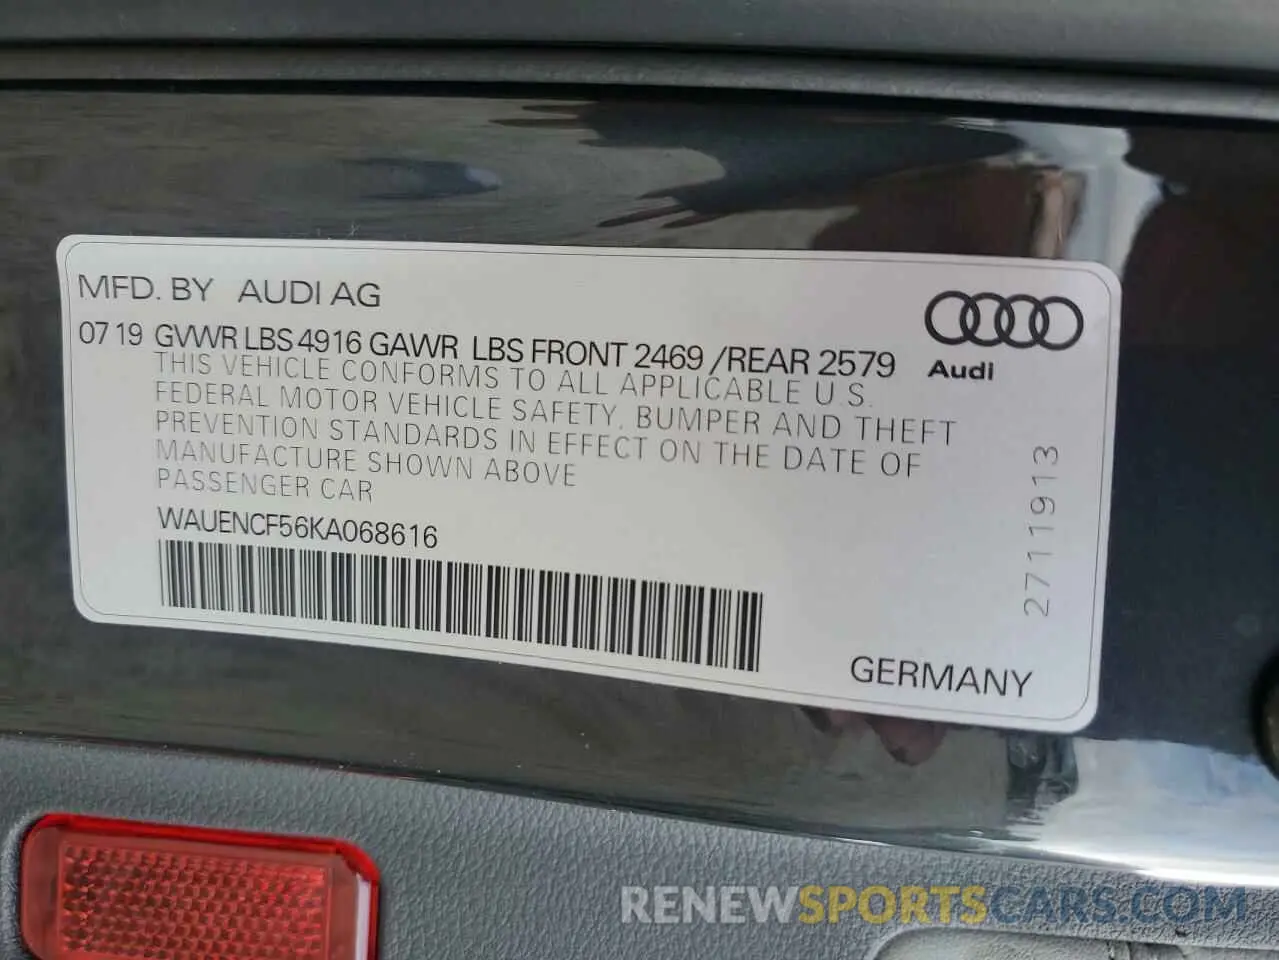 MFD. BY AUDI AG
Audi
07 19 GVWR LBS 4916 GAWR LBS FRONT 2469 /REAR 2579
THIS VEHICLE CONFORMS TO ALL APPLICABLE U.S.
FEDERAL MOTOR VEHICLE SAFETY, BUMPER AND THEFT
PREVENTION STANDARDS IN EFFECT ON THE DATE OF
MANUFACTURE SHOWN ABOVE
PASSENGER CAR
WAUENCF56KA068616
2711913
GERMANY
RENEWSPORTSCARS.COM